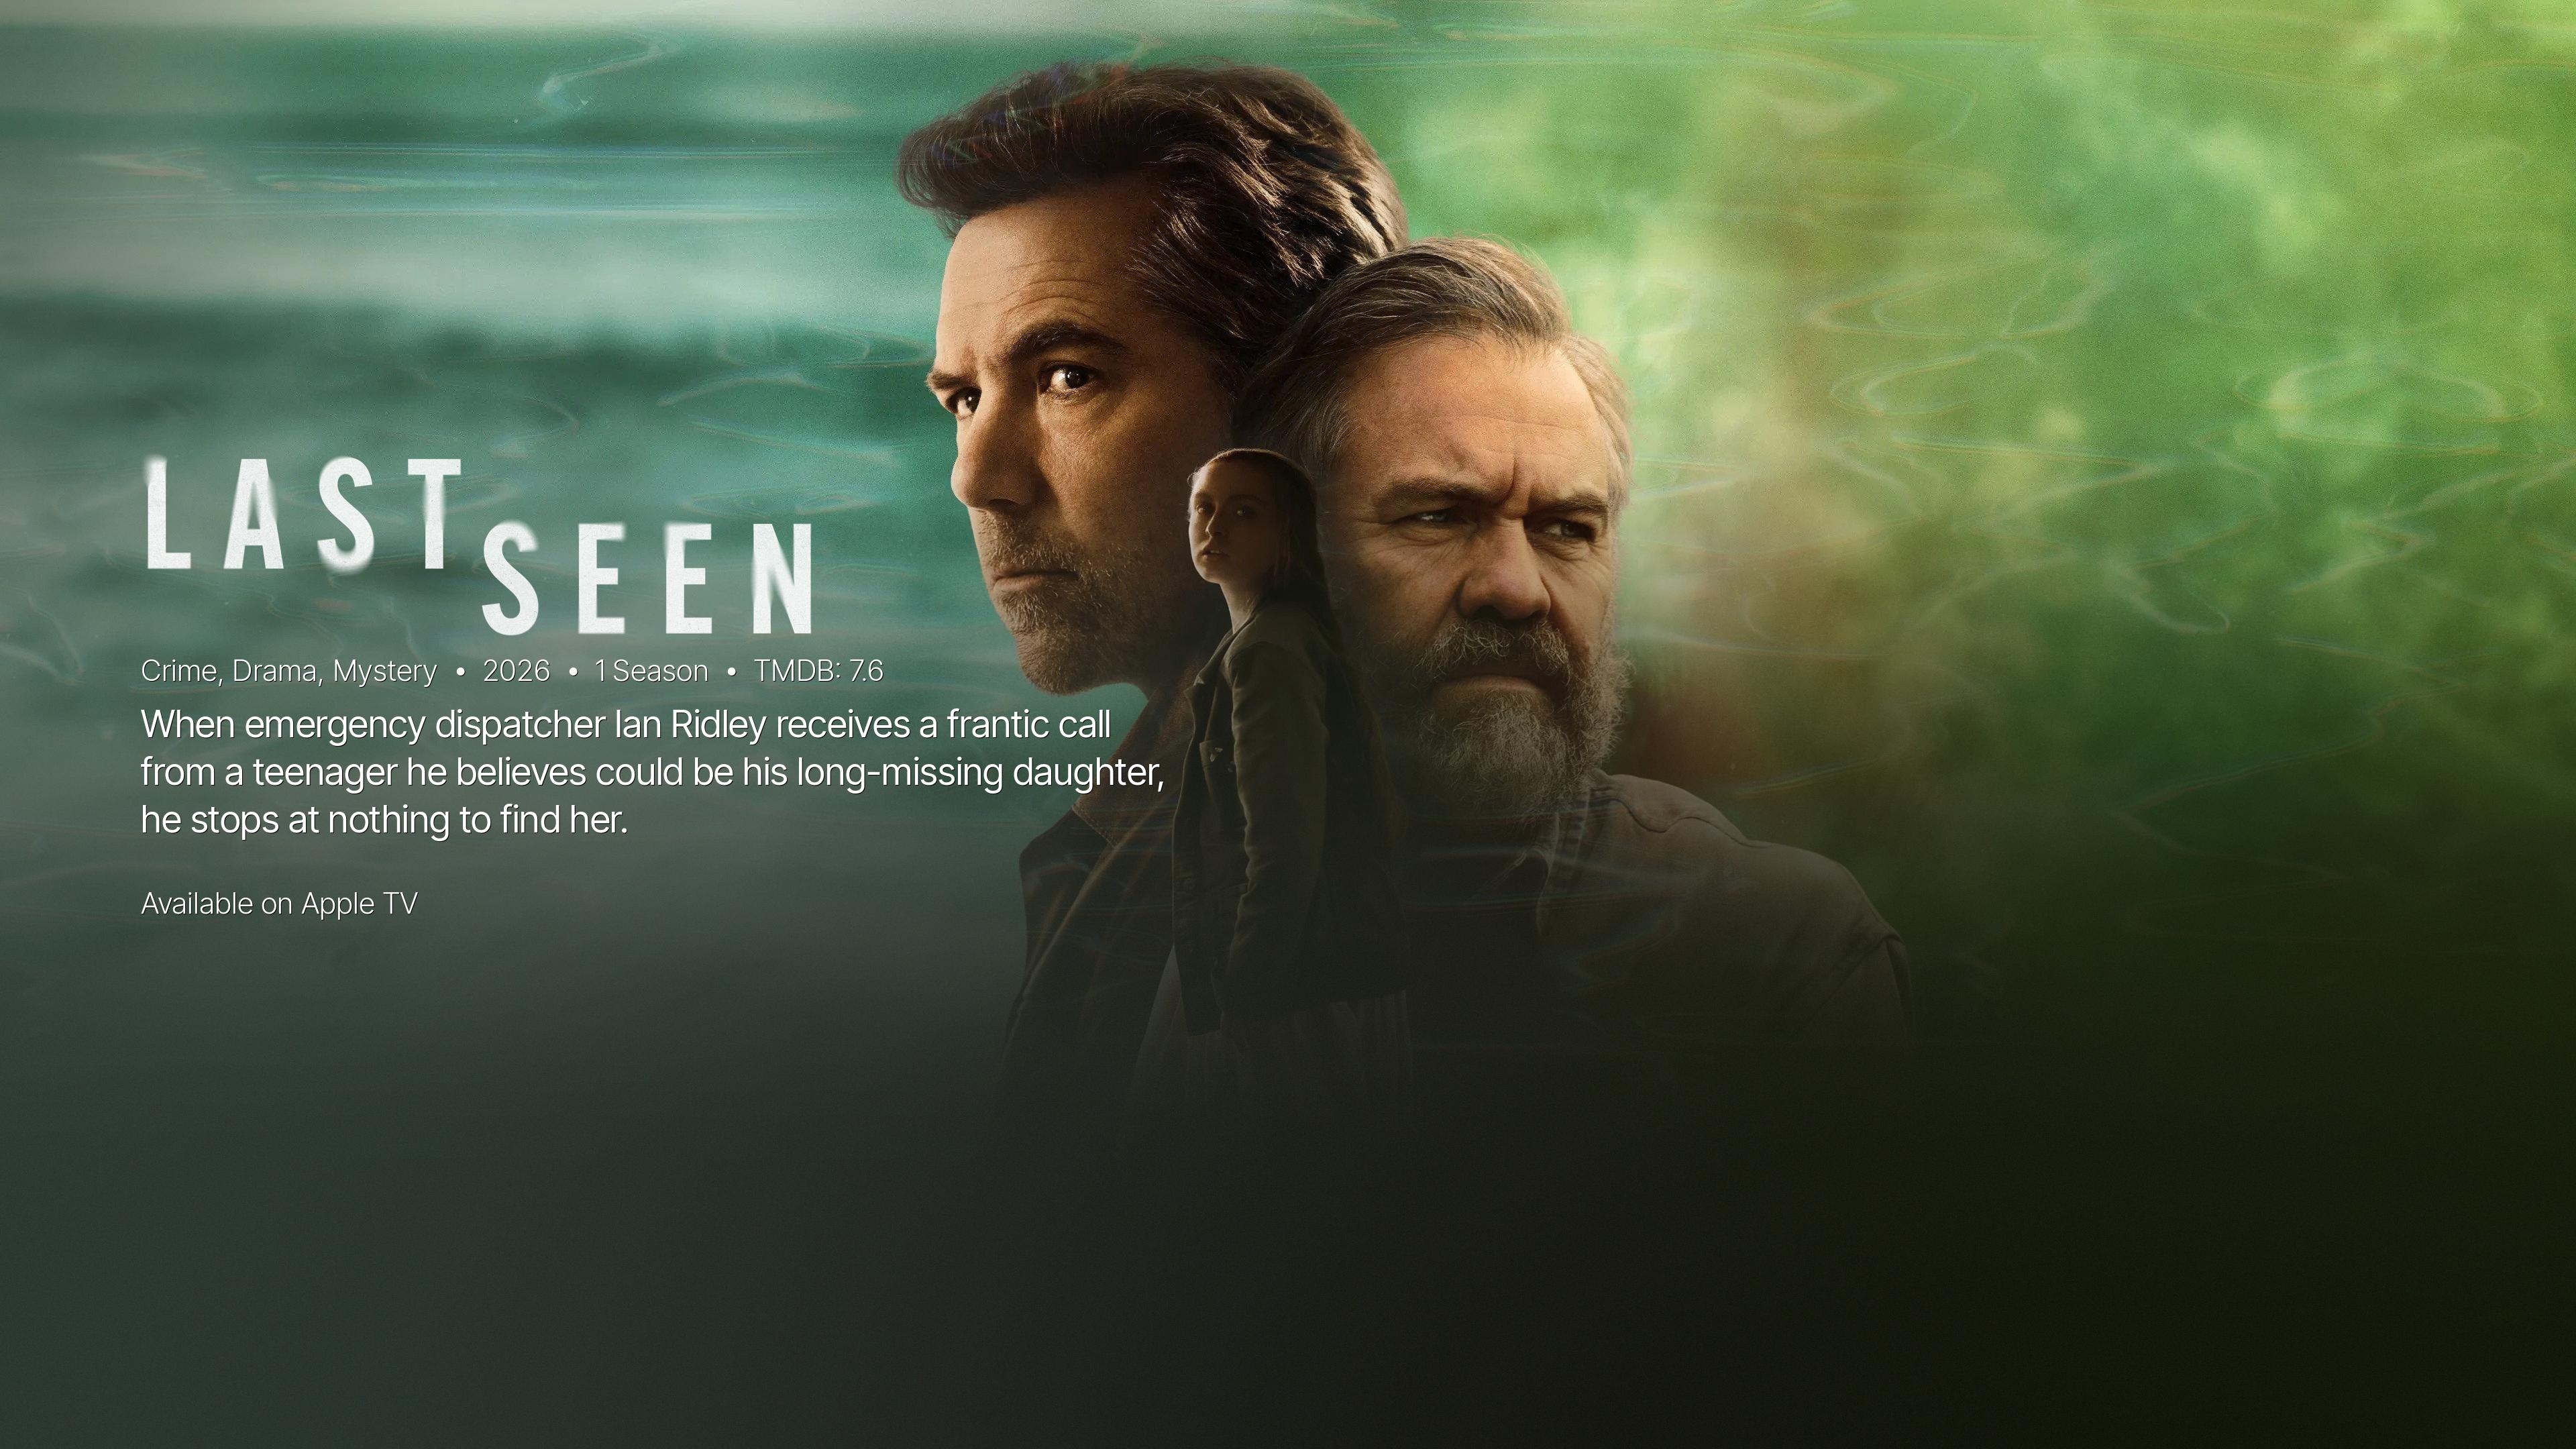 LAST
SEEN
Crime, Drama, Mystery • 2026 • 1 Season • TMDB: 7.6
When emergency dispatcher Ian Ridley receives a frantic call
from a teenager he believes could be his long-missing daughter,
he stops at nothing to find her.
Available on Apple TV